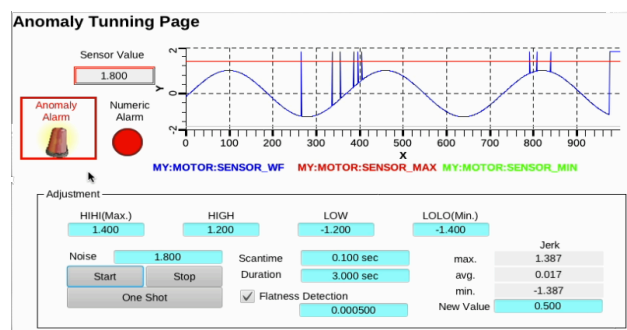 Anomaly Tunning Page
Sensor Value
1.800
Anomaly Alarm
Numeric Alarm
2
0
-2
Y
0 100 200 300 400 500 600 700 800 900
X
MY:MOTOR:SENSOR_WF MY:MOTOR:SENSOR_MAX MY:MOTOR:SENSOR_MIN
Adjustment
HIHI(Max.) HIGH LOW LOLO(Min.)
1.400 1.200 -1.200 -1.400
Noise 1.800
Start Stop
One Shot
Scantime 0.100 sec
Duration 3.000 sec
Flatness Detection
0.000500
Jerk
max. 1.387
avg. 0.017
min. -1.387
New Value 0.500